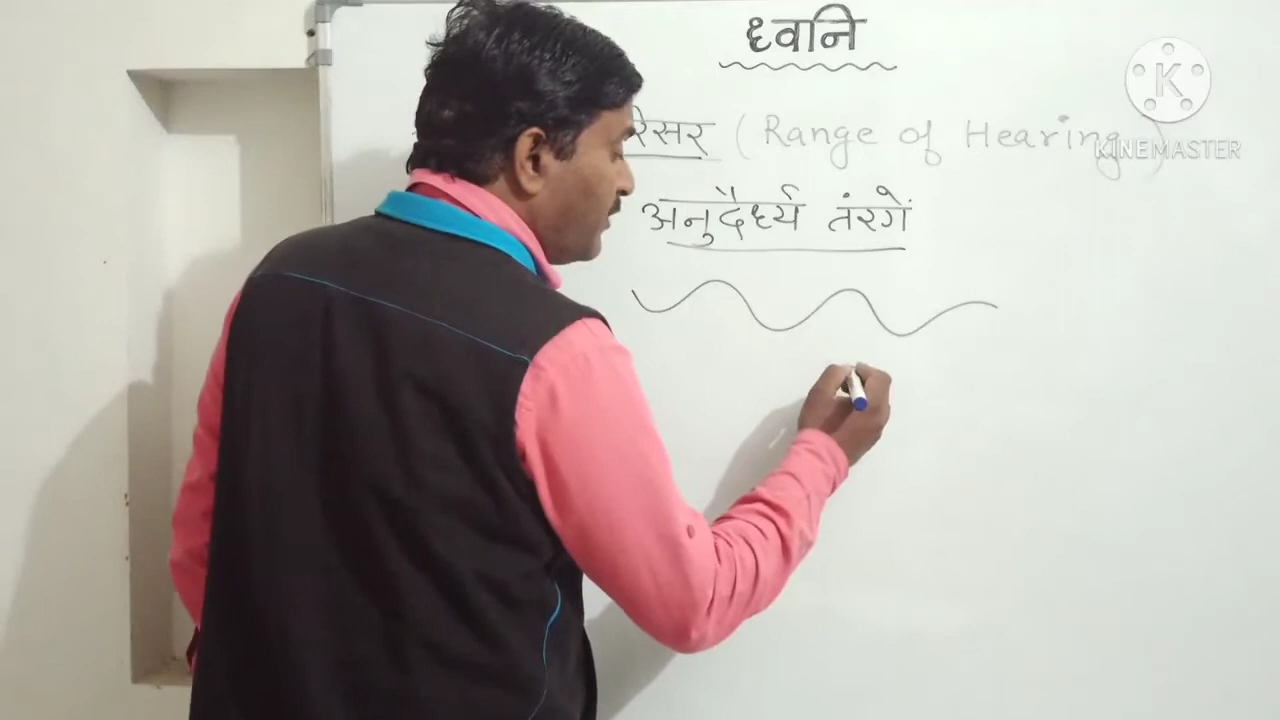 ध्वनि
रेसर (Range of Hearing)
अनुदैर्ध्य तंरगें
K
KINEMASTER